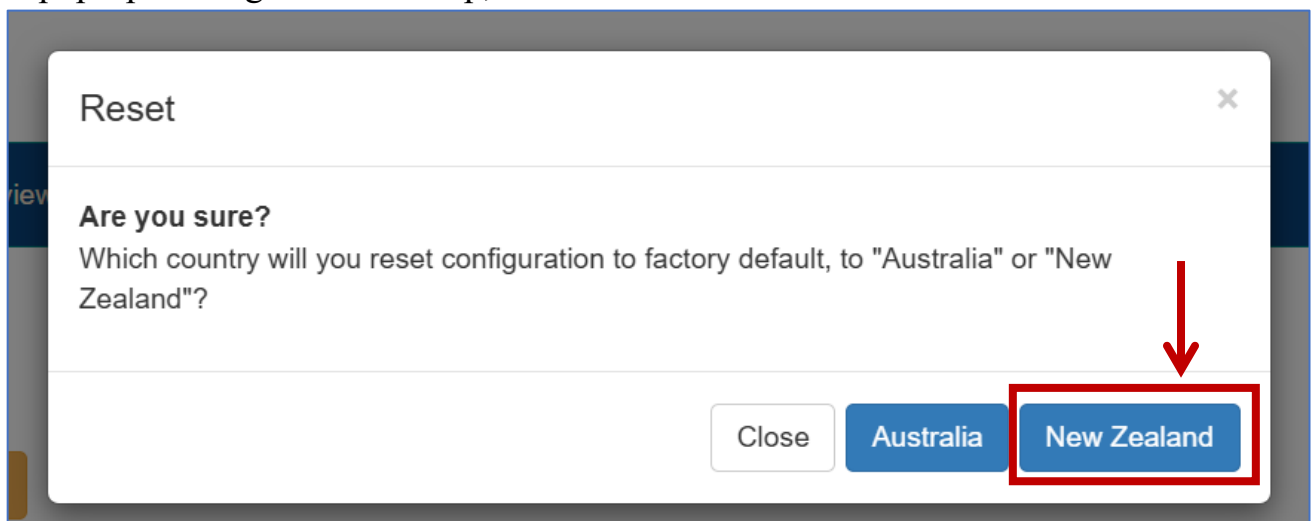 Reset
×
view
Are you sure?
Which country will you reset configuration to factory default, to "Australia" or "New
Zealand"?
Close
Australia
New Zealand